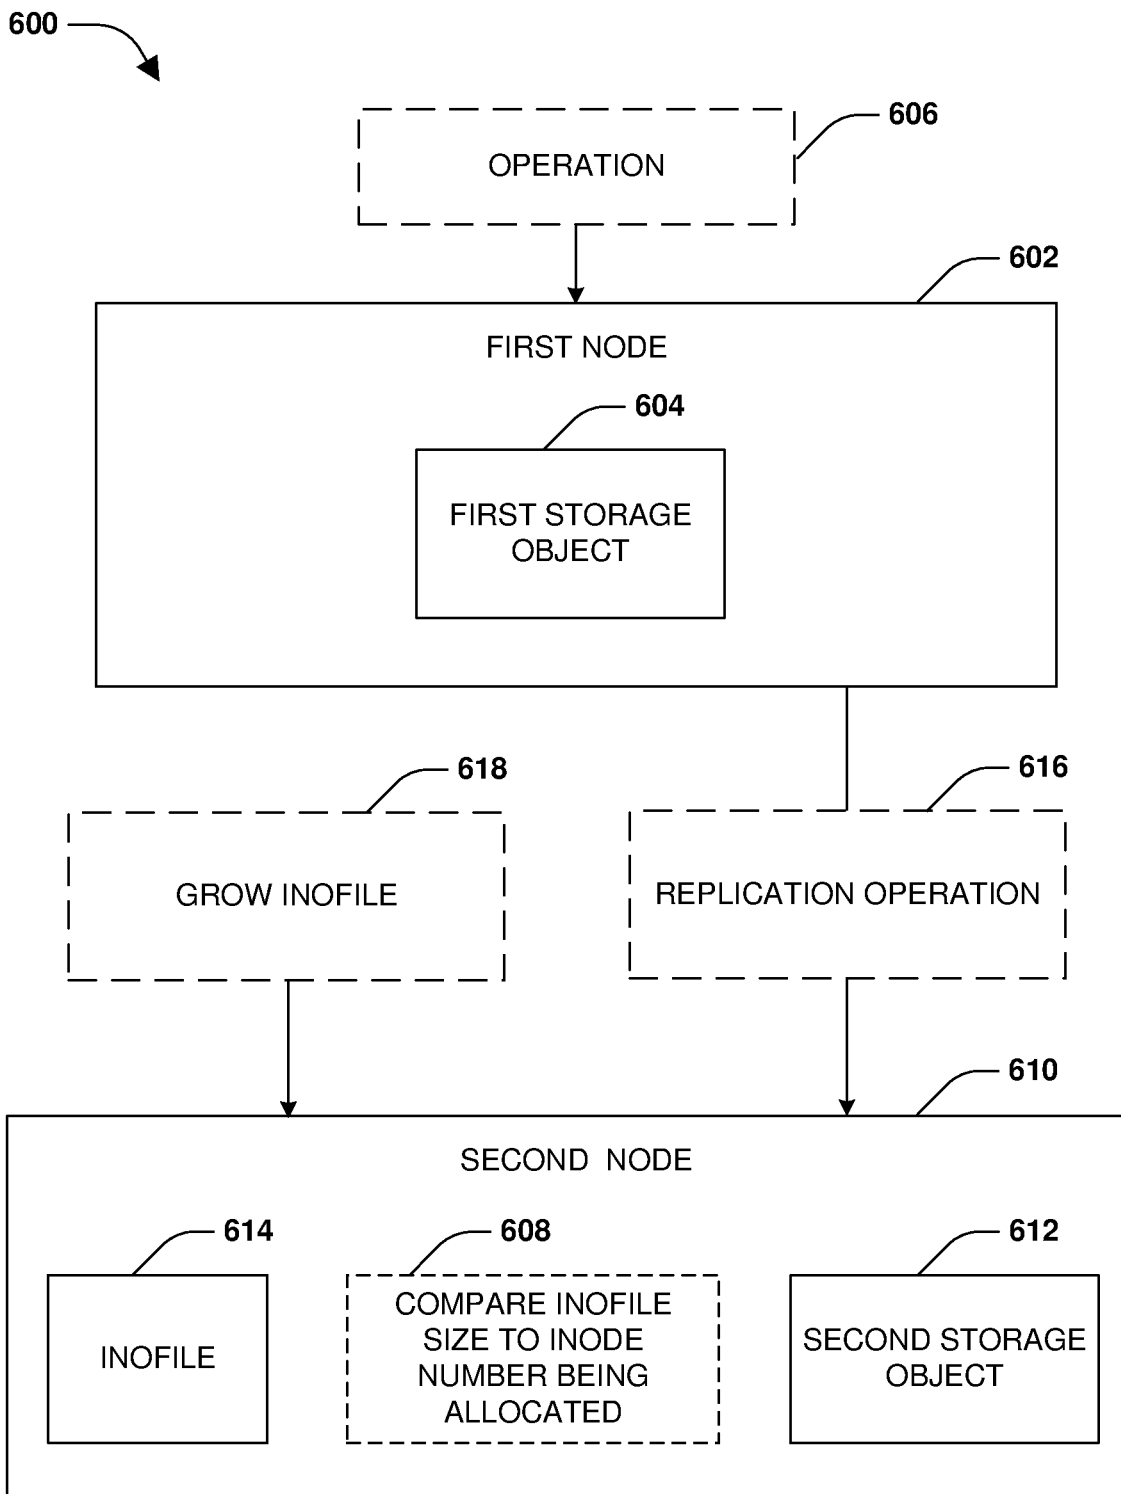 600
606
OPERATION
602
FIRST NODE
604
FIRST STORAGE
OBJECT
618
616
GROW INOFILE
REPLICATION OPERATION
610
SECOND NODE
614
608
612
INOFILE
COMPARE INOFILE
SIZE TO INODE
NUMBER BEING
ALLOCATED
SECOND STORAGE
OBJECT